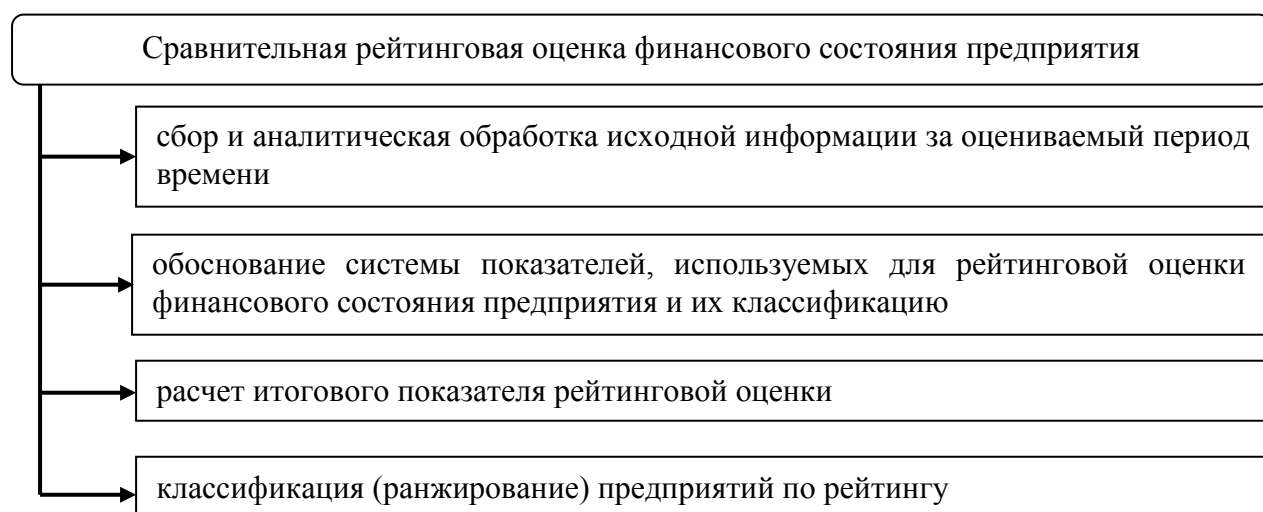 Сравнительная рейтинговая оценка финансового состояния предприятия
сбор и аналитическая обработка исходной информации за оцениваемый период
времени
обоснование системы показателей, используемых для рейтинговой оценки
финансового состояния предприятия и их классификацию
расчет итогового показателя рейтинговой оценки
классификация (ранжирование) предприятий по рейтингу